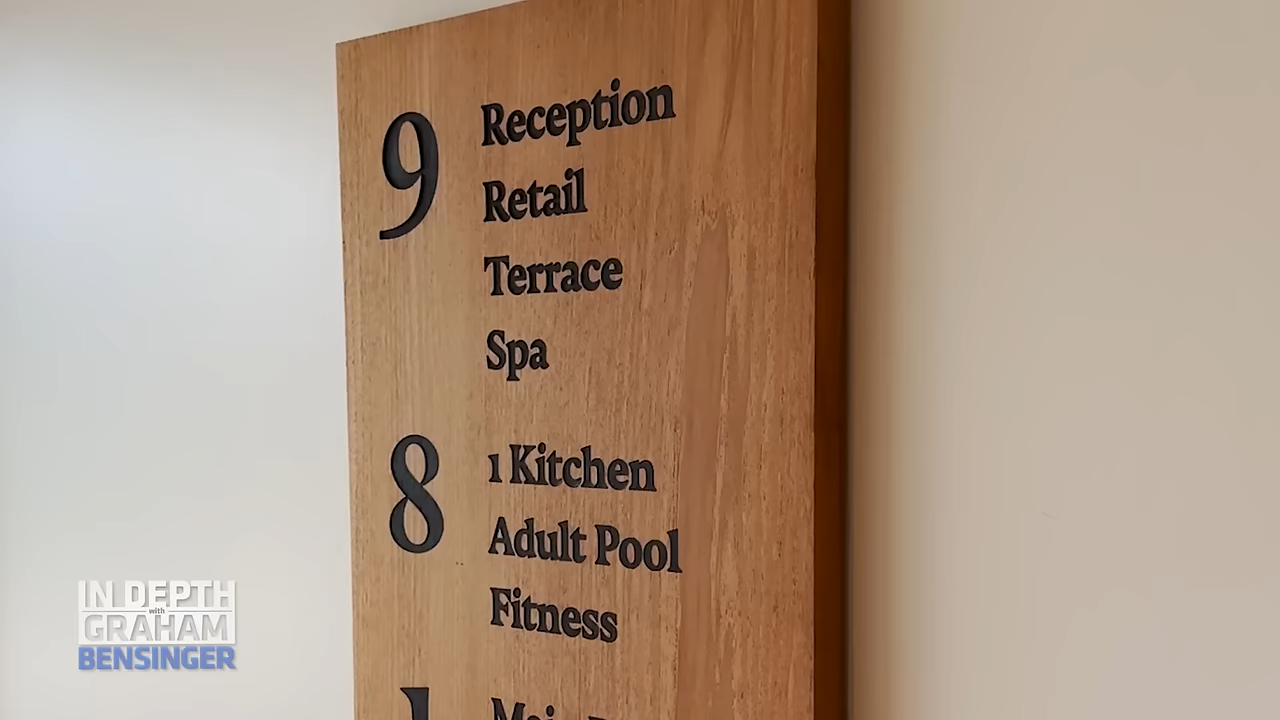 9
Reception
Retail
Terrace
Spa
8
1 Kitchen
Adult Pool
Fitness
IN DEPTH
with
GRAHAM
BENSINGER